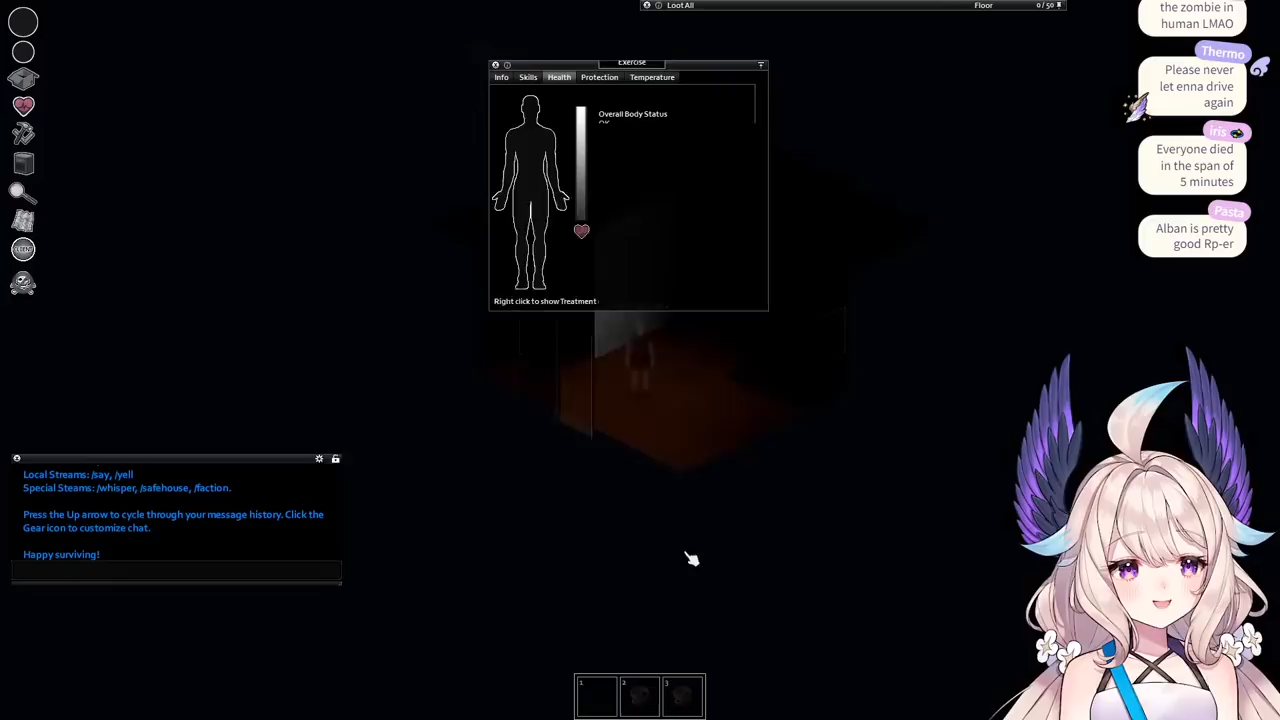 Loot All Floor 0 / 50
Exercise
Info Skills Health Protection Temperature
Overall Body Status
OK
Right click to show Treatment
Local Streams: /say, /yell
Special Steams: /whisper, /safehouse, /faction.
Press the Up arrow to cycle through your message history. Click the
Gear icon to customize chat.
Happy surviving!
1 2 3
the zombie in
human LMAO
Thermo
Please never
let enna drive
again
iris
Everyone died
in the span of
5 minutes
Pasta
Alban is pretty
good Rp-er